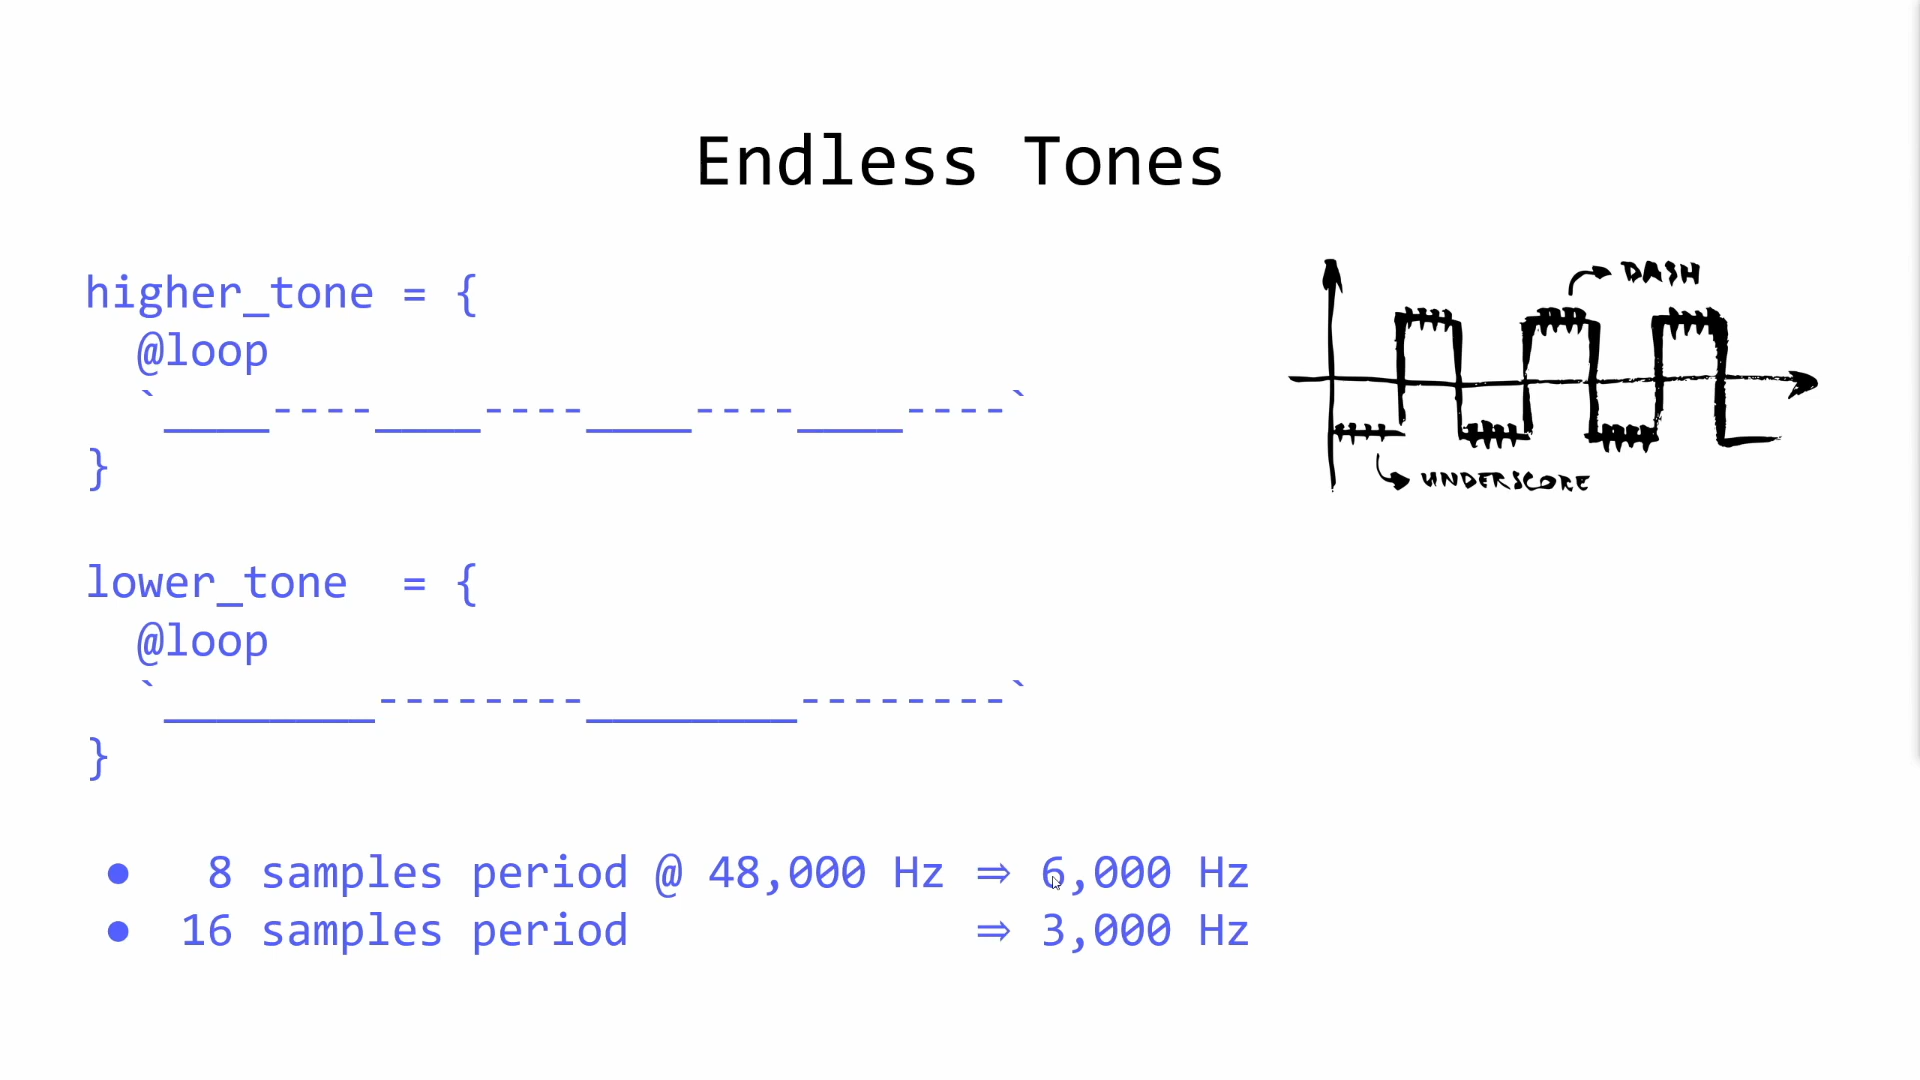 Endless Tones
higher_tone = {
  @loop
  `____----____----____----____----`
}
lower_tone  = {
  @loop
  `________--------________--------`
}
●   8 samples period @ 48,000 Hz ⇒ 6,000 Hz
●  16 samples period             ⇒ 3,000 Hz
DASH
UNDERSCORE